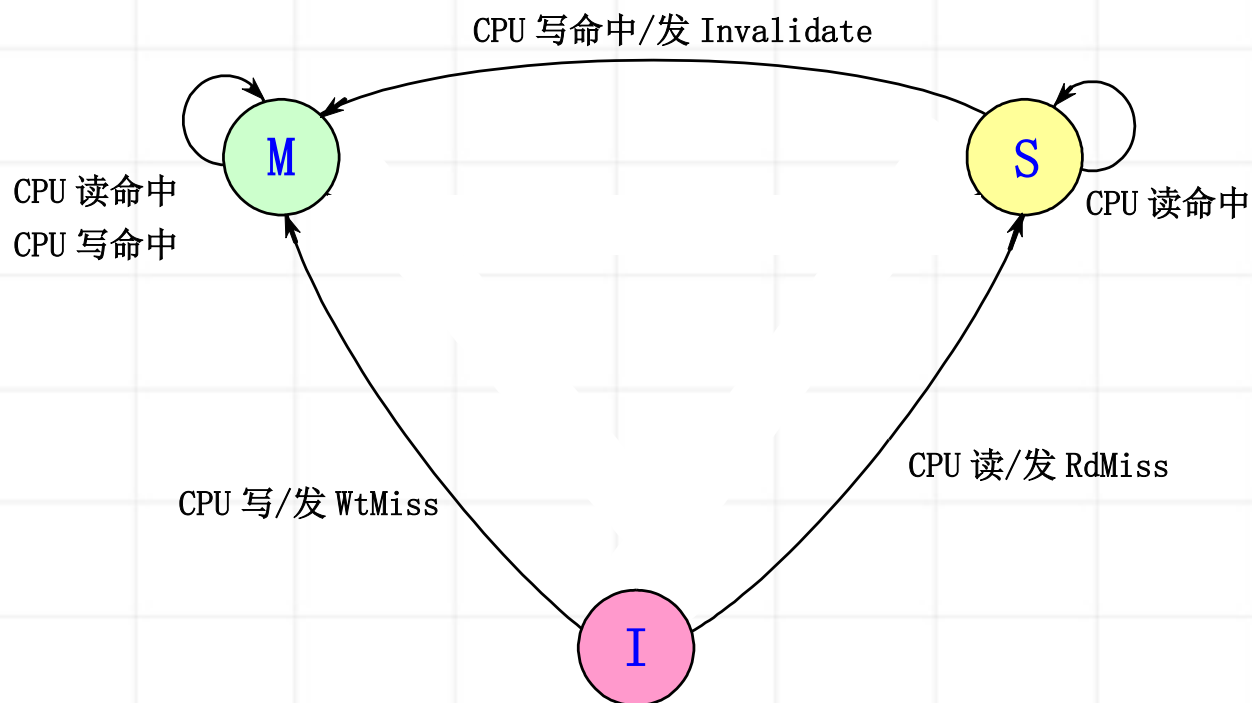 CPU 写命中/发 Invalidate
M
S
CPU 读命中
CPU 写命中
CPU 读命中
CPU 读/发 RdMiss
CPU 写/发 WtMiss
I